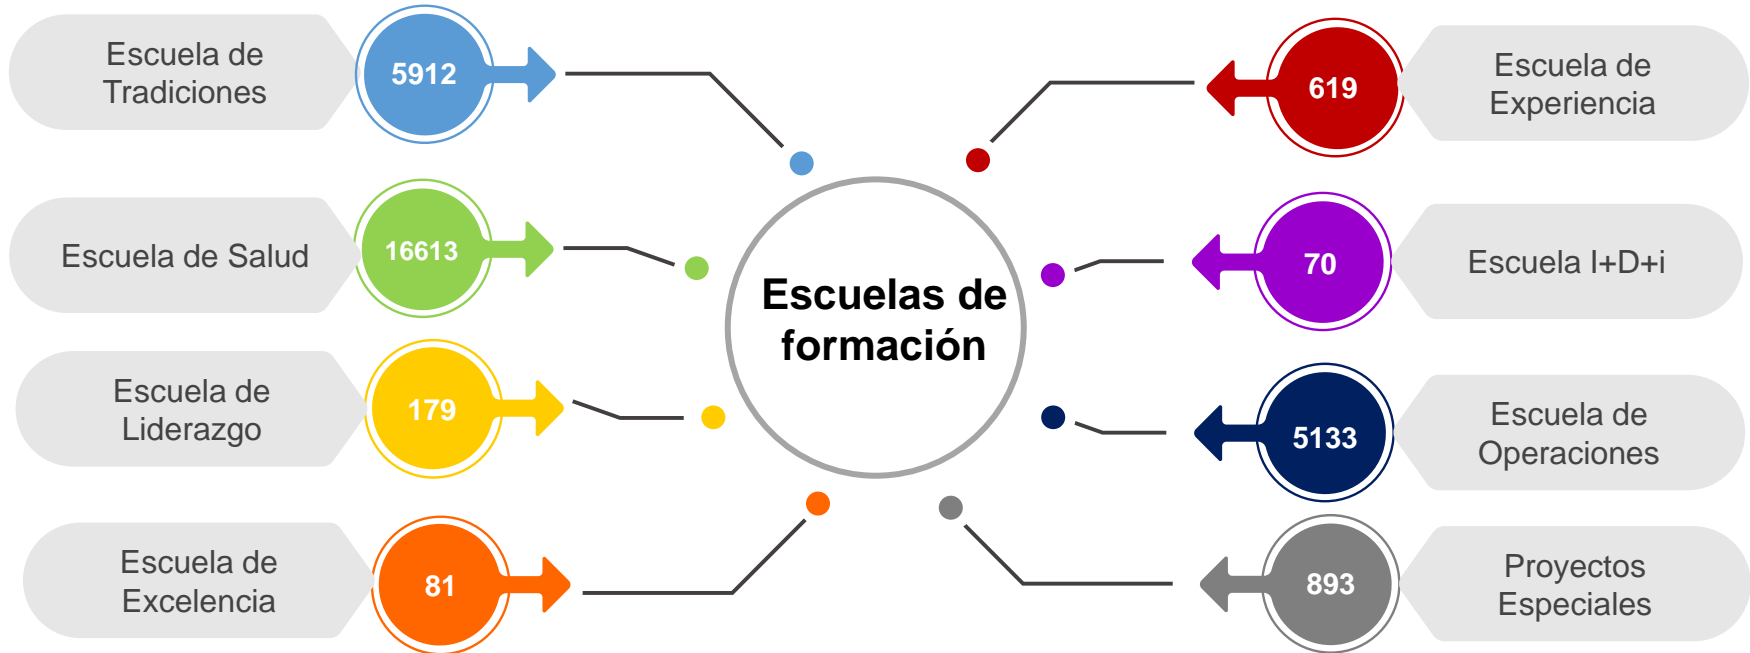 Escuela de
Tradiciones
5912
Escuela de Salud
16613
Escuela de
Liderazgo
179
Escuela de
Excelencia
81
Escuelas de
formación
619
Escuela de
Experiencia
70
Escuela I+D+i
5133
Escuela de
Operaciones
893
Proyectos
Especiales